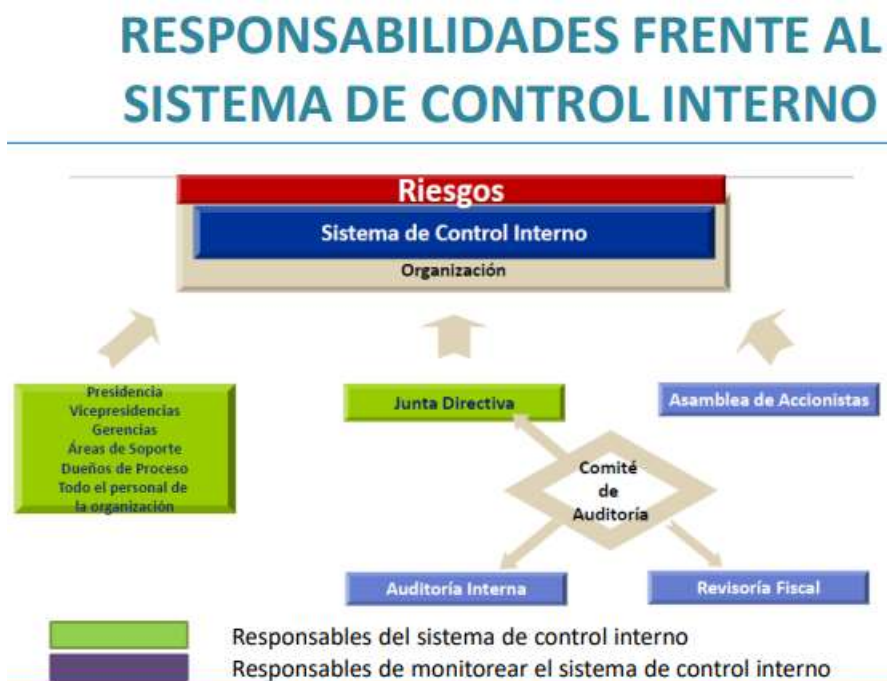 RESPONSABILIDADES FRENTE AL
SISTEMA DE CONTROL INTERNO
Riesgos
Sistema de Control Interno
Organización
Presidencia
Vicepresidencias
Gerencias
Áreas de Soporte
Dueños de Proceso
Todo el personal de
la organización
Junta Directiva
Asamblea de Accionistas
Comité
de
Auditoría
Auditoría Interna
Revisoría Fiscal
Responsables del sistema de control interno
Responsables de monitorear el sistema de control interno